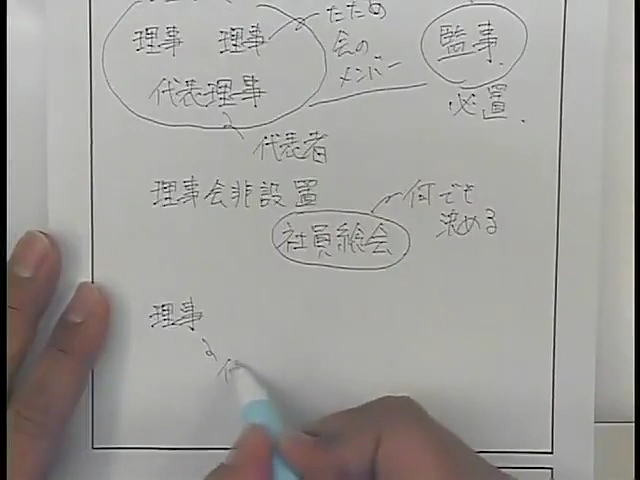 理事 理事
ただの
会の
メンバー
代表理事
代表者
監事.
必置.
理事会非設置
社員総会
何でも
決める
理事